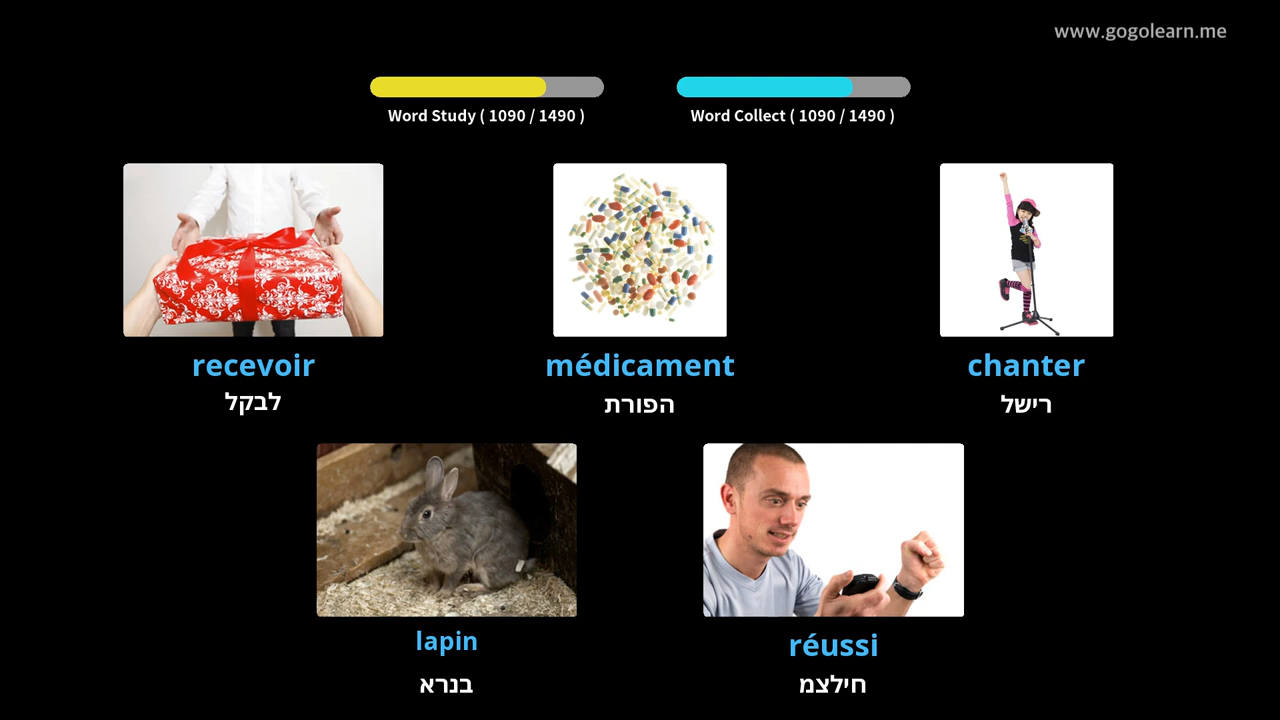 www.gogolearn.me
Word Study ( 1090 / 1490 )
Word Collect ( 1090 / 1490 )
recevoir
לבקל
médicament
הפורת
chanter
רישל
lapin
בנרא
réussi
חילצמ